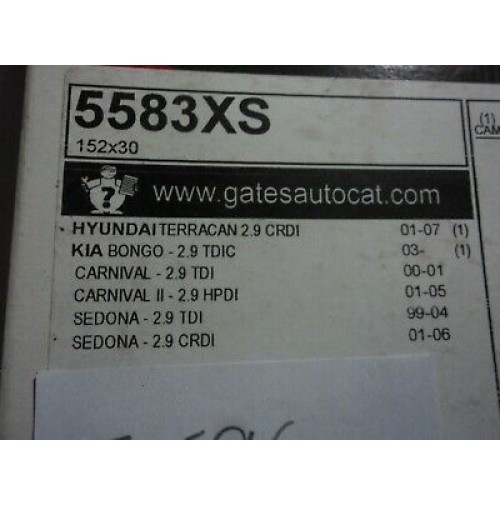 5583XS
152x30
(1)
CAM
www.gatesautocat.com
HYUNDAI TERRACAN 2.9 CRDI 01-07 (1)
KIA BONGO - 2.9 TDIC 03- (1)
CARNIVAL - 2.9 TDI 00-01
CARNIVAL II - 2.9 HPDI 01-05
SEDONA - 2.9 TDI 99-04
SEDONA - 2.9 CRDI 01-06